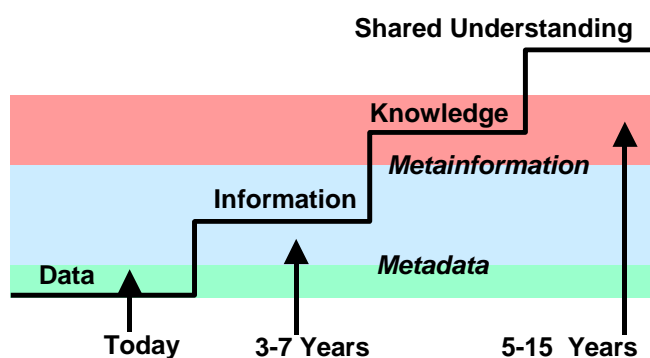 Shared Understanding
Knowledge
Metainformation
Information
Metadata
Data
Today
3-7 Years
5-15 Years